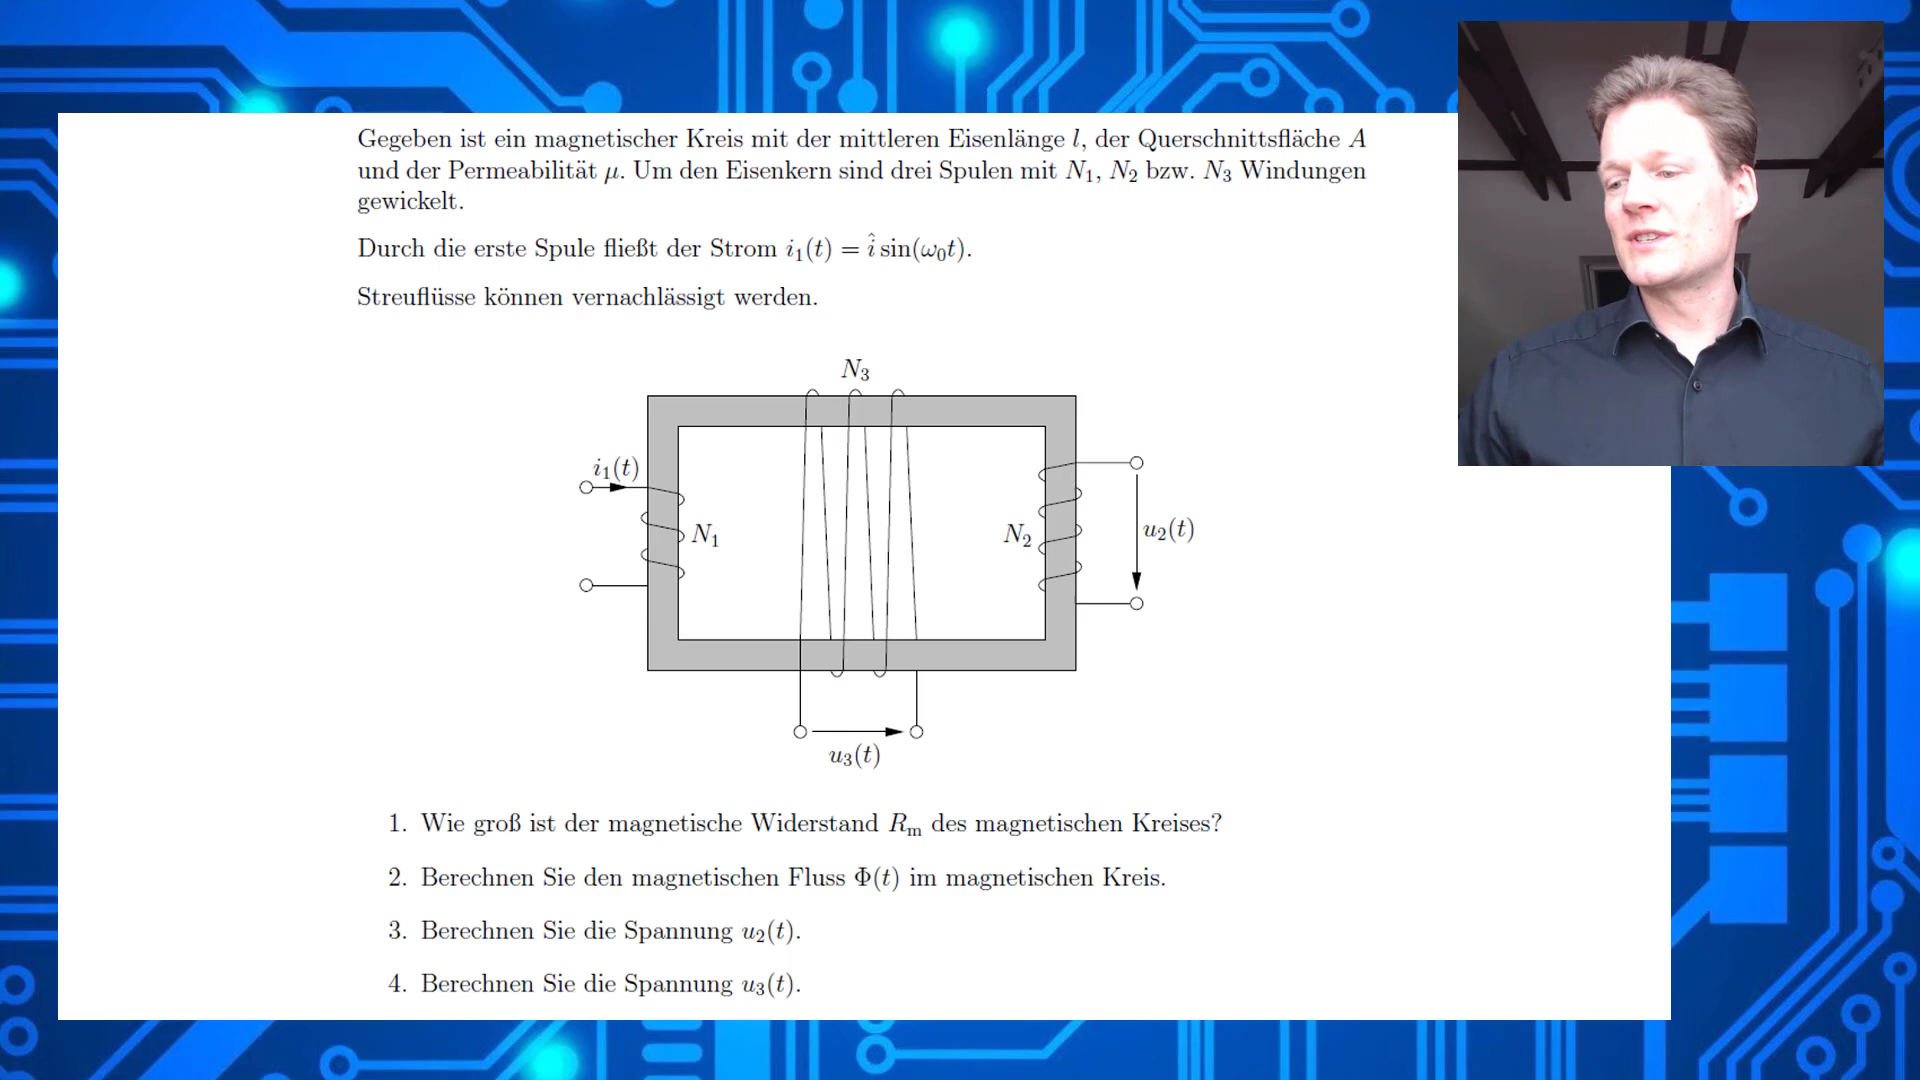 Gegeben ist ein magnetischer Kreis mit der mittleren Eisenlänge l, der Querschnittsfläche A
und der Permeabilität μ. Um den Eisenkern sind drei Spulen mit N₁, N₂ bzw. N₃ Windungen
gewickelt.
Durch die erste Spule fließt der Strom i₁(t) = î sin(ω₀t).
Streuflüsse können vernachlässigt werden.
N₃
i₁(t)
N₁
N₂
u₂(t)
u₃(t)
1. Wie groß ist der magnetische Widerstand Rₘ des magnetischen Kreises?
2. Berechnen Sie den magnetischen Fluss Φ(t) im magnetischen Kreis.
3. Berechnen Sie die Spannung u₂(t).
4. Berechnen Sie die Spannung u₃(t).